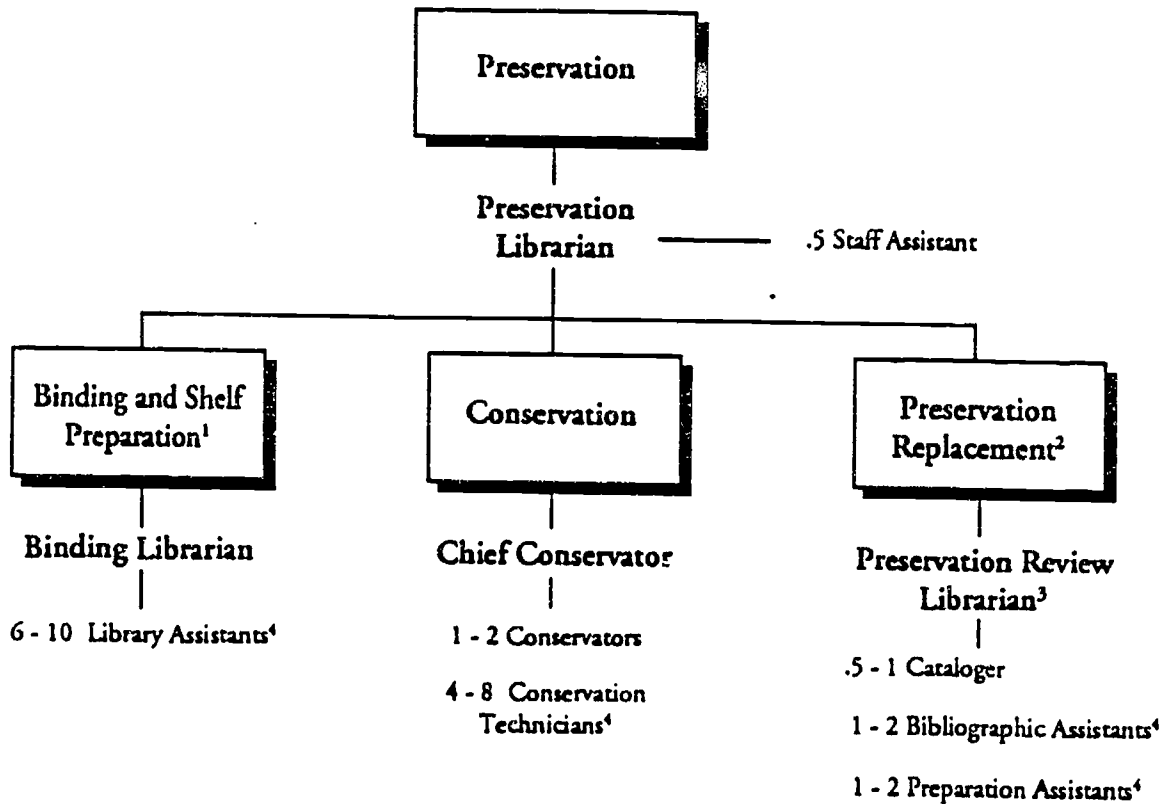 Preservation
Preservation
Librarian
.5 Staff Assistant
Binding and Shelf
Preparation¹
Binding Librarian
6 - 10 Library Assistants⁴
Conservation
Chief Conservator
1 - 2 Conservators
4 - 8 Conservation
Technicians⁴
Preservation
Replacement²
Preservation Review
Librarian³
.5 - 1 Cataloger
1 - 2 Bibliographic Assistants⁴
1 - 2 Preparation Assistants⁴